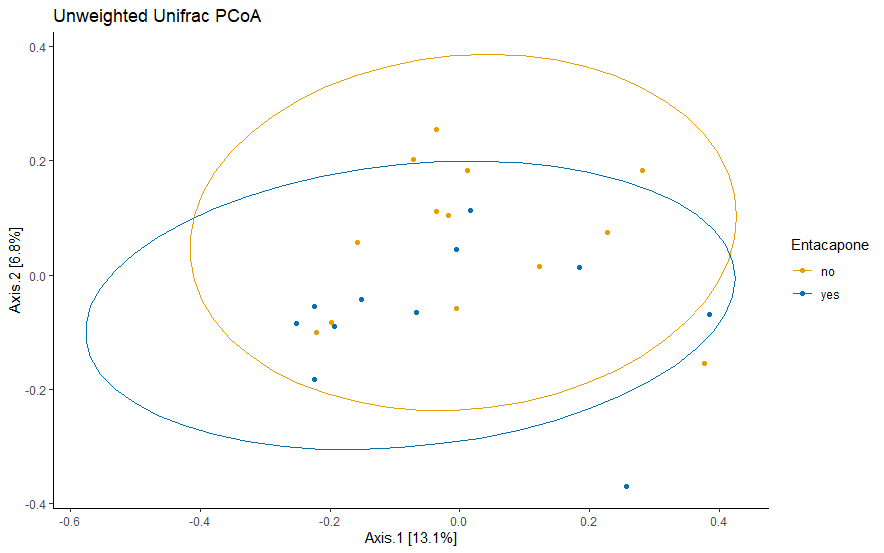 Unweighted Unifrac PCoA
Axis.2 [6.8%]
0.4
0.2
0.0
-0.2
-0.4
-0.6
-0.4
-0.2
0.0
0.2
0.4
Axis.1 [13.1%]
Entacapone
no
yes